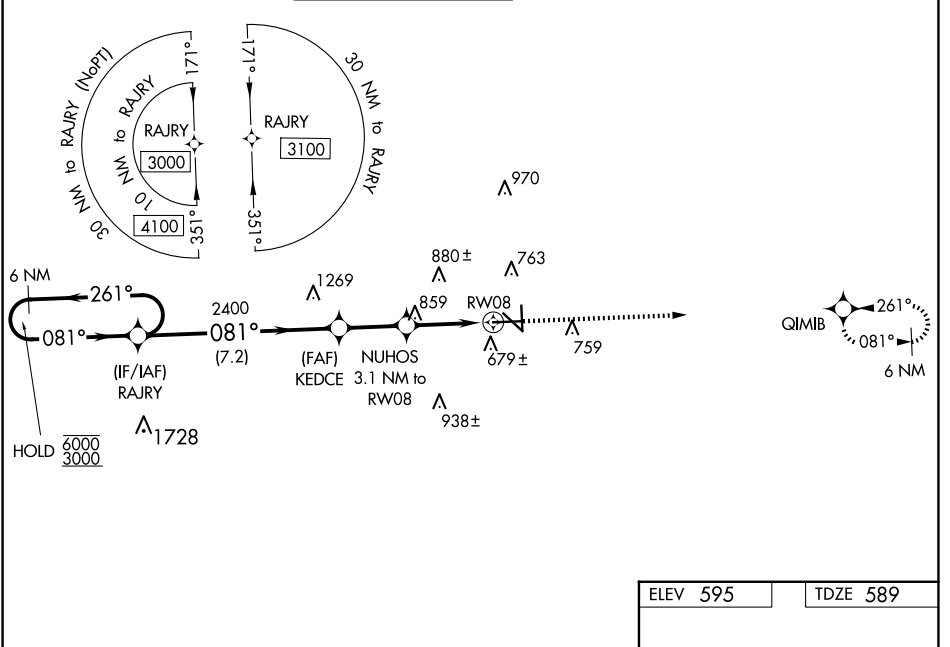 30 NM to RAJRY (NoPT)
10 NM to RAJRY
171°
RAJRY
3000
4100
351°
171°
RAJRY
3100
351°
30 NM to RAJRY
970
880±
763
1269
859
6 NM
261°
081°
2400
081°
(7.2)
RW08
679±
759
QIMIB
261°
081°
6 NM
(IF/IAF)
RAJRY
(FAF)
KEDCE
NUHOS
3.1 NM to
RW08
938±
1728
HOLD 6000
3000
ELEV 595
TDZE 589